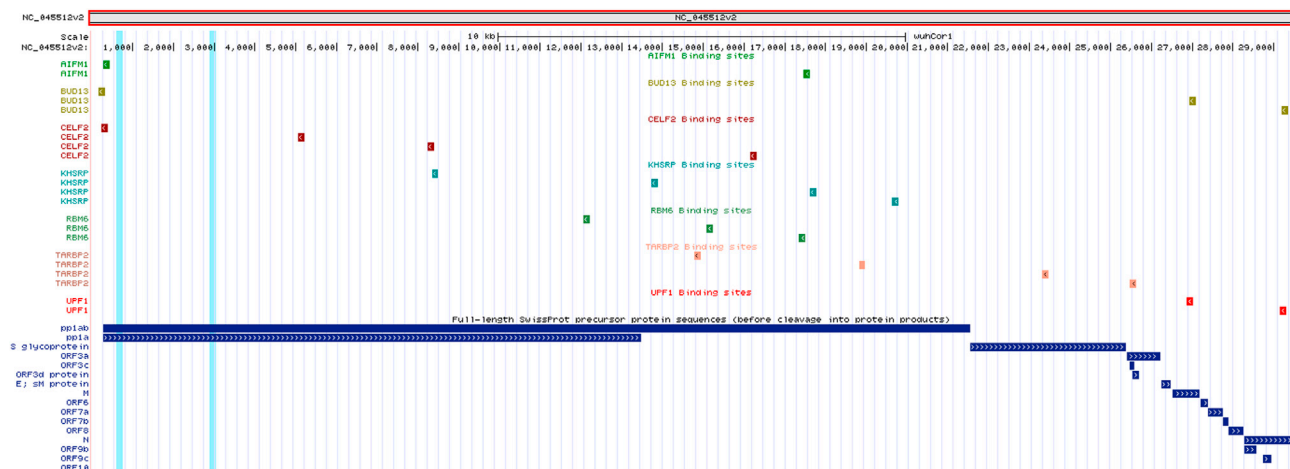 NC_045512v2 NC_045512v2
Scale 10 kb wuhCor1
NC_045512v2: 1,000 2,000 3,000 4,000 5,000 6,000 7,000 8,000 9,000 10,000 11,000 12,000 13,000 14,000 15,000 16,000 17,000 18,000 19,000 20,000 21,000 22,000 23,000 24,000 25,000 26,000 27,000 28,000 29,000
AIFM1 Binding sites
AIFM1
AIFM1
BUD13 Binding sites
BUD13
BUD13
BUD13
CELF2 Binding sites
CELF2
CELF2
CELF2
CELF2
KHSRP Binding sites
KHSRP
KHSRP
KHSRP
KHSRP
RBM6 Binding sites
RBM6
RBM6
RBM6
TARBP2 Binding sites
TARBP2
TARBP2
TARBP2
TARBP2
UPF1 Binding sites
UPF1
UPF1
Full-length SwissProt precursor protein sequences (before cleavage into protein products)
pp1ab
pp1a
S glycoprotein
ORF3a
ORF3c
ORF3d protein
E; sM protein
M
ORF6
ORF7a
ORF7b
ORF8
N
ORF9b
ORF9c
ORF10